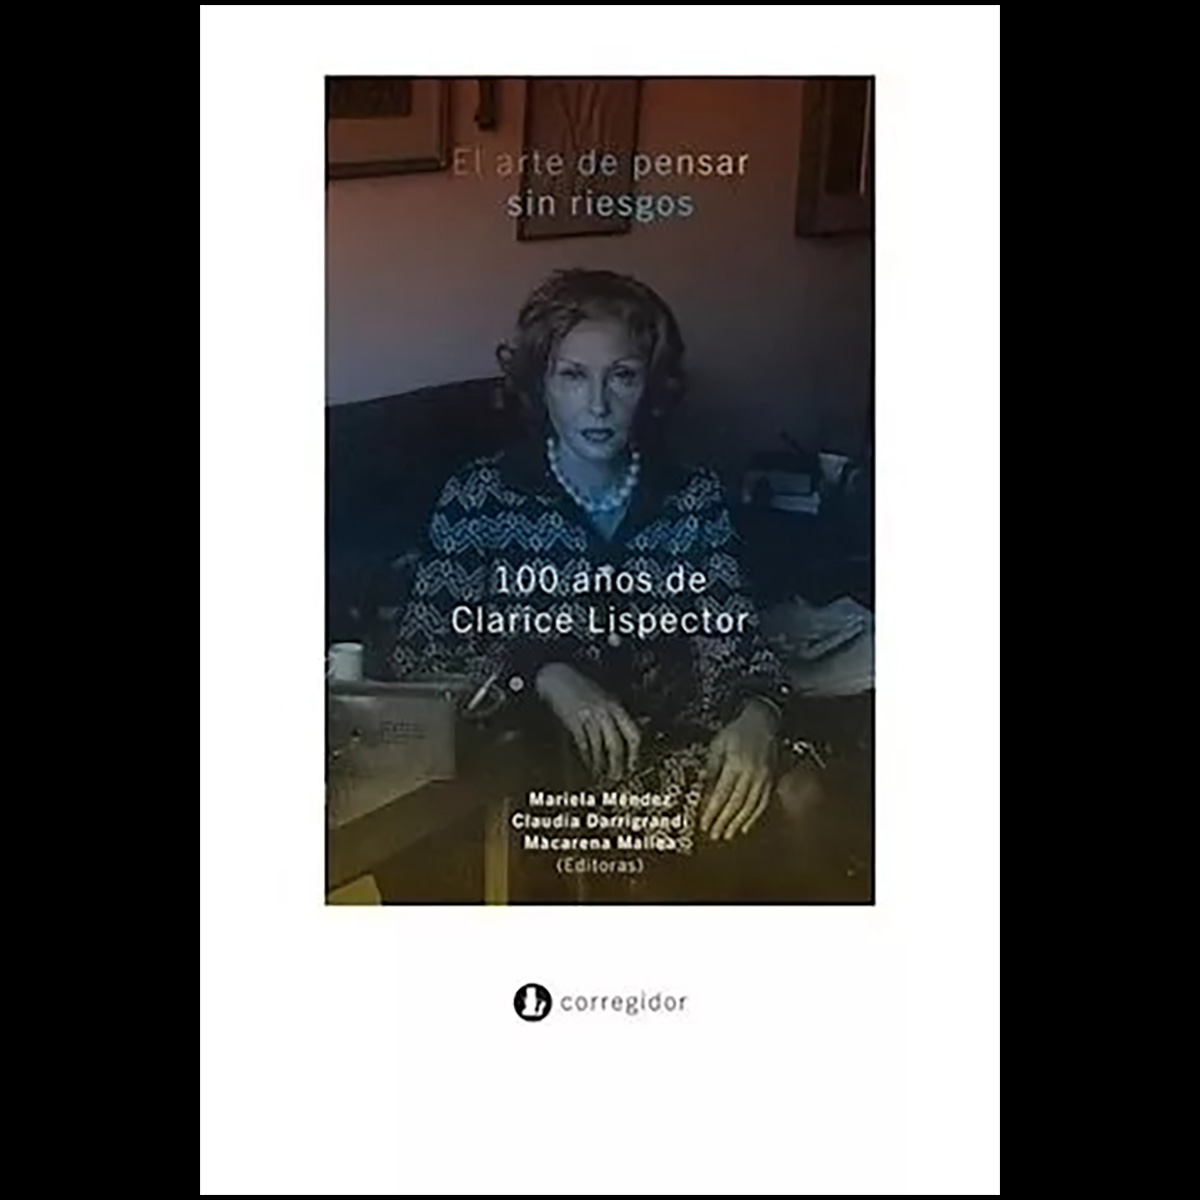 El arte de pensar
sin riesgos
100 años de
Clarice Lispector
Mariela Méndez
Claudia Darrigrandi
Macarena Mallea
(Editoras)
corregidor